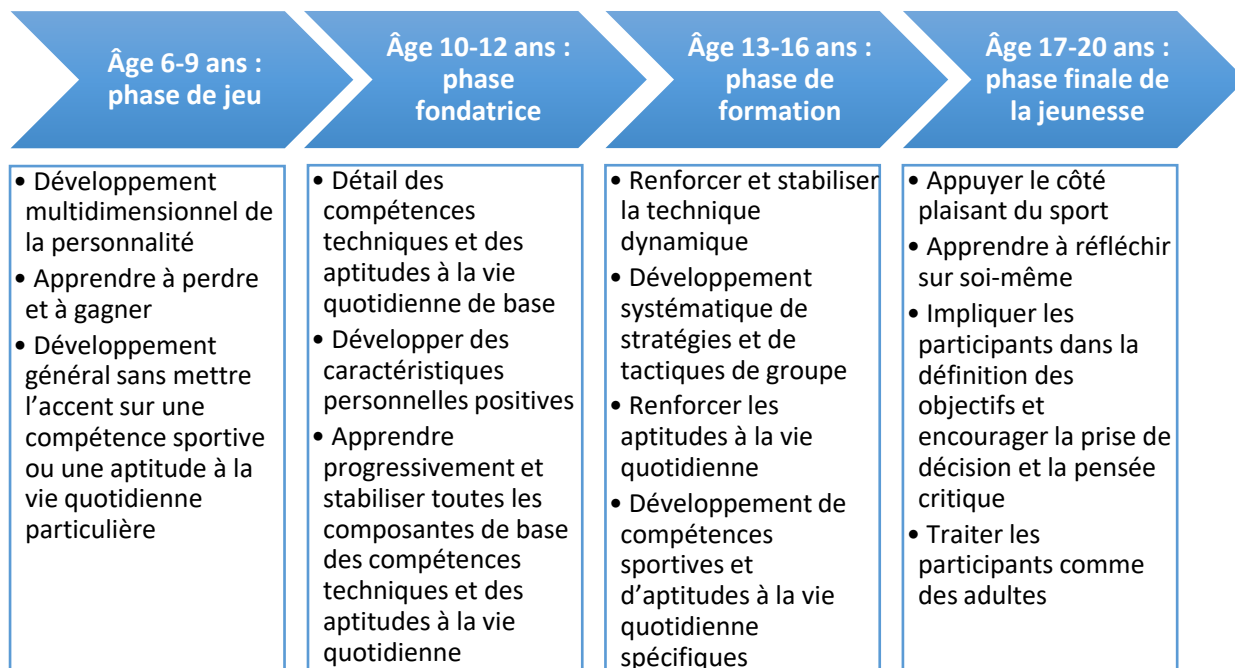 Âge 6-9 ans :
phase de jeu
Âge 10-12 ans :
phase
fondatrice
Âge 13-16 ans :
phase de
formation
Âge 17-20 ans :
phase finale de
la jeunesse
• Développement
multidimensionnel de
la personnalité
• Apprendre à perdre
et à gagner
• Développement
général sans mettre
l’accent sur une
compétence sportive
ou une aptitude à la
vie quotidienne
particulière
• Détail des
compétences
techniques et des
aptitudes à la vie
quotidienne de base
• Développer des
caractéristiques
personnelles positives
• Apprendre
progressivement et
stabiliser toutes les
composantes de base
des compétences
techniques et des
aptitudes à la vie
quotidienne
• Renforcer et stabiliser
la technique
dynamique
• Développement
systématique de
stratégies et de
tactiques de groupe
• Renforcer les
aptitudes à la vie
quotidienne
• Développement de
compétences
sportives et
d’aptitudes à la vie
quotidienne
spécifiques
• Appuyer le côté
plaisant du sport
• Apprendre à réfléchir
sur soi-même
• Impliquer les
participants dans la
définition des
objectifs et
encourager la prise de
décision et la pensée
critique
• Traiter les
participants comme
des adultes